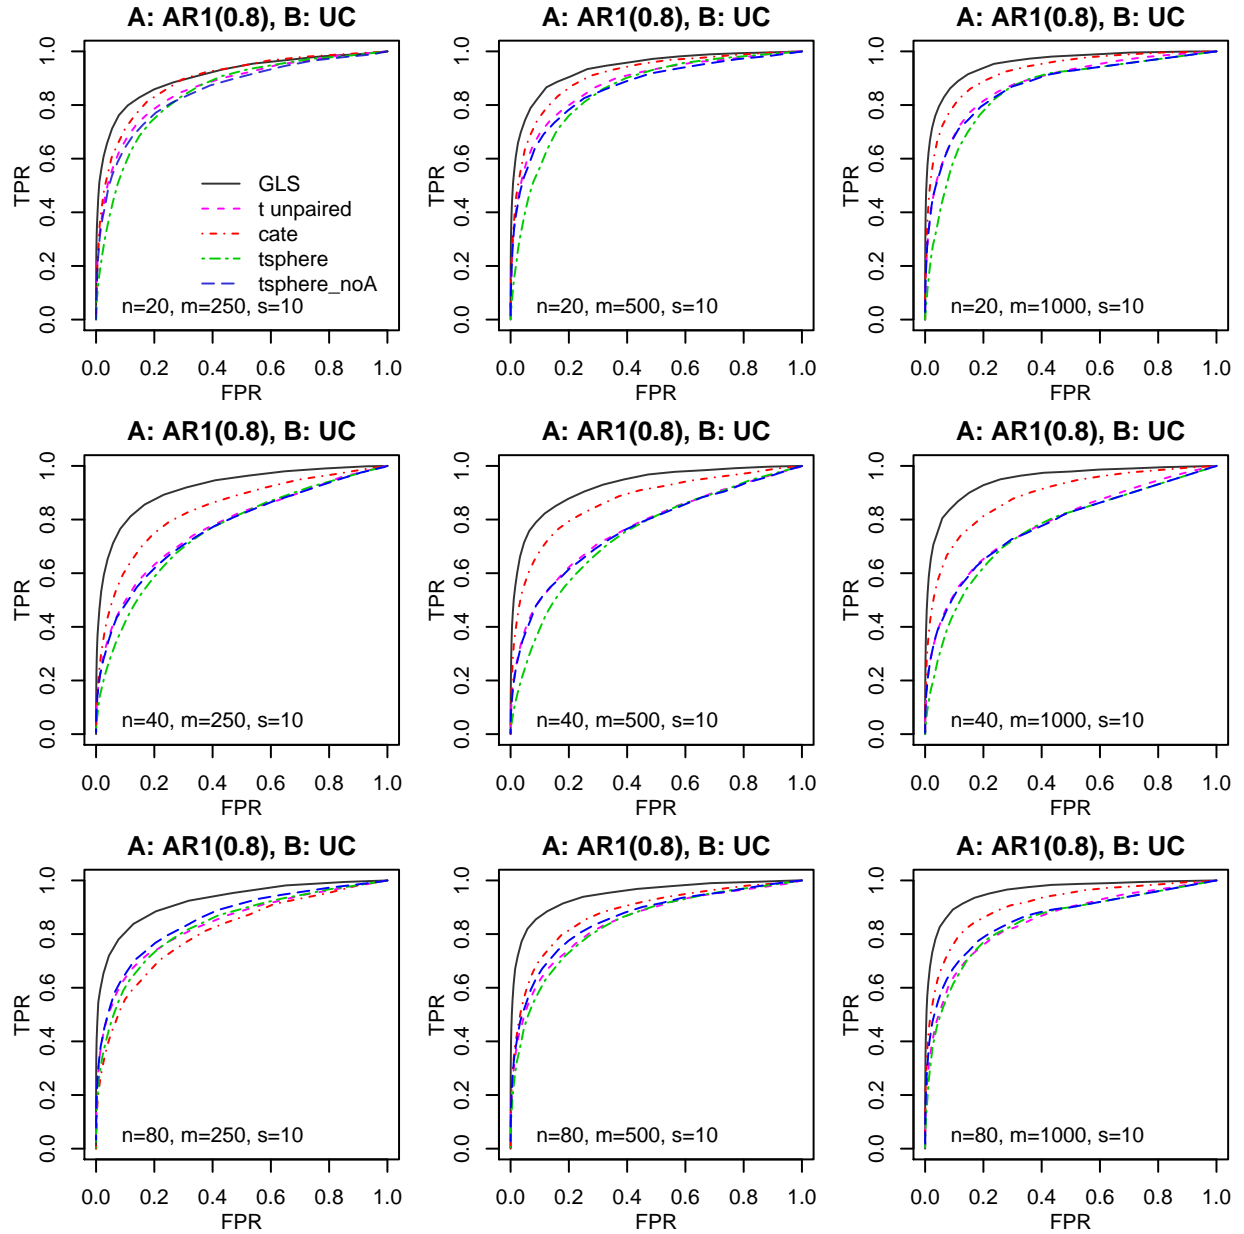 A: AR1(0.8), B: UC
TPR
0.0 0.2 0.4 0.6 0.8 1.0
GLS
t unpaired
cate
tsphere
tsphere_noA
n=20, m=250, s=10
0.0 0.2 0.4 0.6 0.8 1.0
FPR
A: AR1(0.8), B: UC
TPR
0.0 0.2 0.4 0.6 0.8 1.0
n=20, m=500, s=10
0.0 0.2 0.4 0.6 0.8 1.0
FPR
A: AR1(0.8), B: UC
TPR
0.0 0.2 0.4 0.6 0.8 1.0
n=20, m=1000, s=10
0.0 0.2 0.4 0.6 0.8 1.0
FPR
A: AR1(0.8), B: UC
TPR
0.0 0.2 0.4 0.6 0.8 1.0
n=40, m=250, s=10
0.0 0.2 0.4 0.6 0.8 1.0
FPR
A: AR1(0.8), B: UC
TPR
0.0 0.2 0.4 0.6 0.8 1.0
n=40, m=500, s=10
0.0 0.2 0.4 0.6 0.8 1.0
FPR
A: AR1(0.8), B: UC
TPR
0.0 0.2 0.4 0.6 0.8 1.0
n=40, m=1000, s=10
0.0 0.2 0.4 0.6 0.8 1.0
FPR
A: AR1(0.8), B: UC
TPR
0.0 0.2 0.4 0.6 0.8 1.0
n=80, m=250, s=10
0.0 0.2 0.4 0.6 0.8 1.0
FPR
A: AR1(0.8), B: UC
TPR
0.0 0.2 0.4 0.6 0.8 1.0
n=80, m=500, s=10
0.0 0.2 0.4 0.6 0.8 1.0
FPR
A: AR1(0.8), B: UC
TPR
0.0 0.2 0.4 0.6 0.8 1.0
n=80, m=1000, s=10
0.0 0.2 0.4 0.6 0.8 1.0
FPR